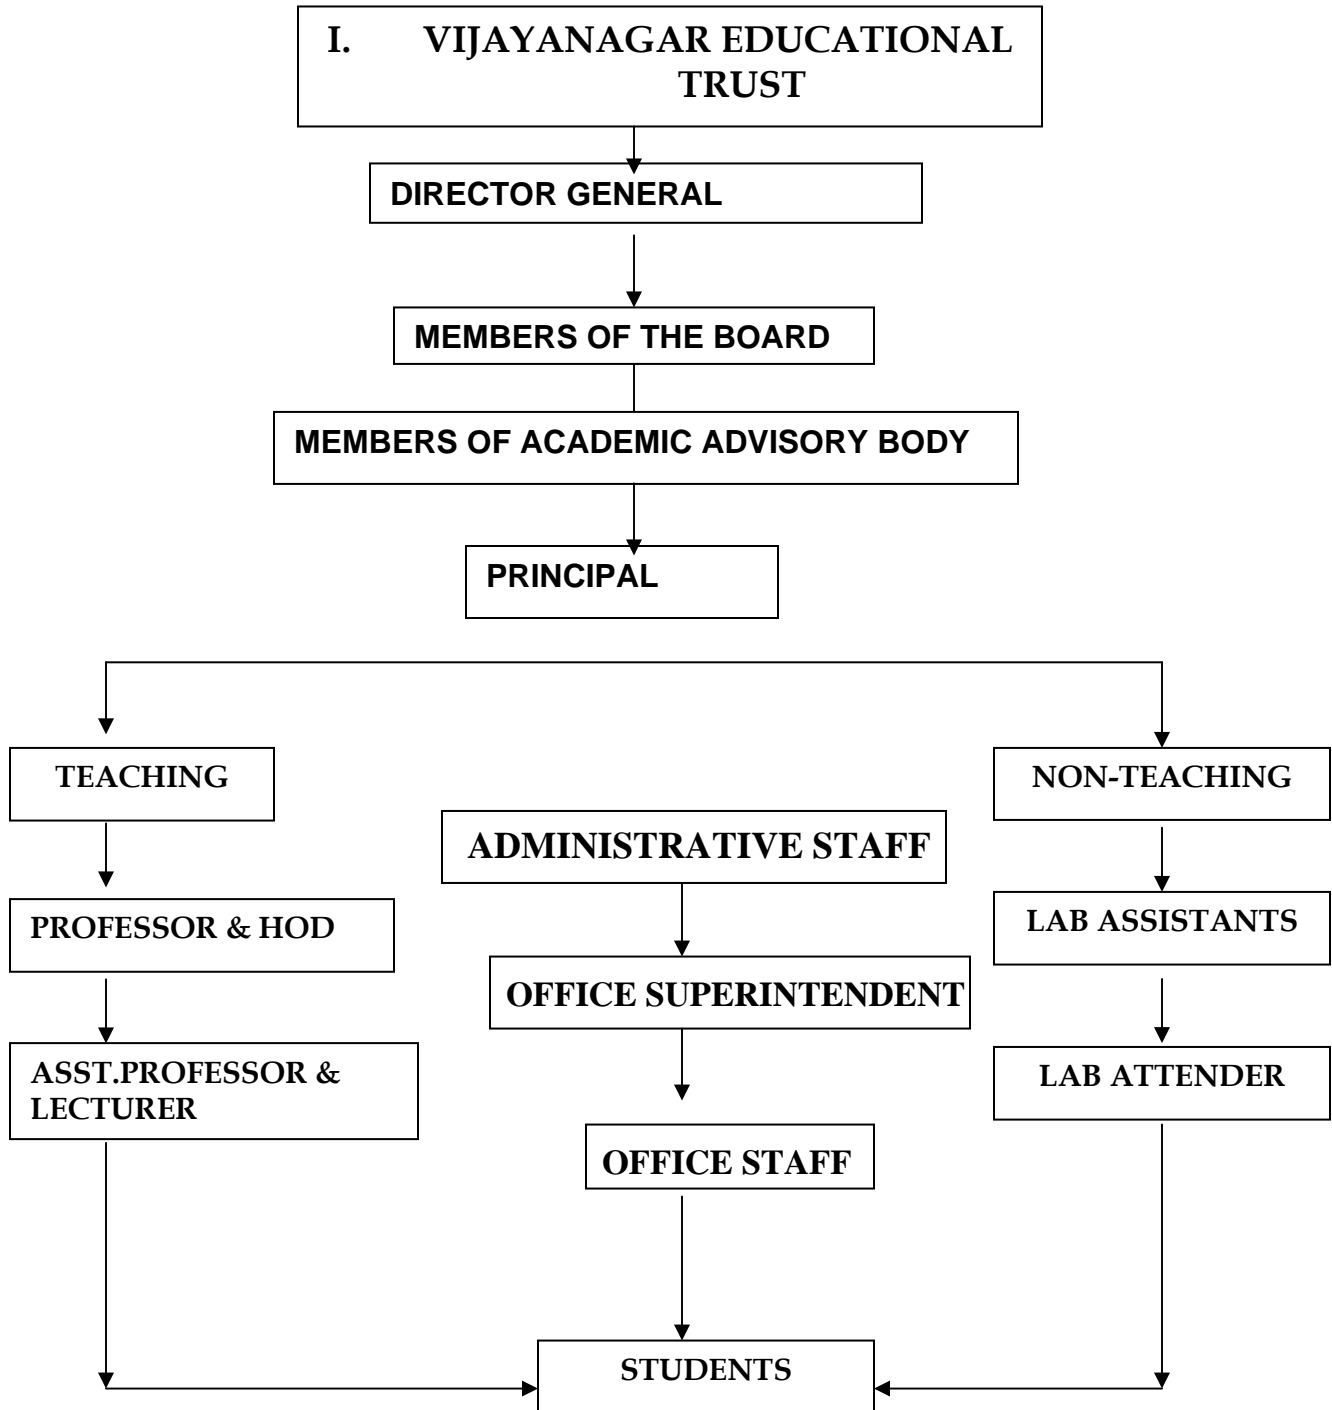 I. VIJAYANAGAR EDUCATIONAL
TRUST
DIRECTOR GENERAL
MEMBERS OF THE BOARD
MEMBERS OF ACADEMIC ADVISORY BODY
PRINCIPAL
TEACHING
NON-TEACHING
ADMINISTRATIVE STAFF
PROFESSOR & HOD
LAB ASSISTANTS
OFFICE SUPERINTENDENT
ASST.PROFESSOR &
LECTURER
LAB ATTENDER
OFFICE STAFF
STUDENTS